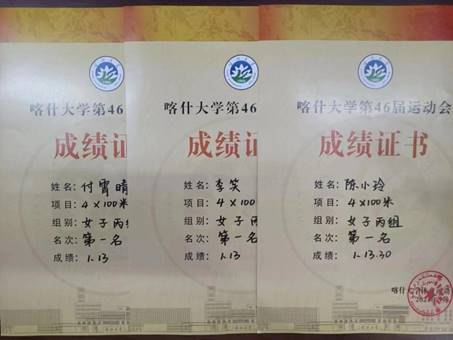 喀什大学第46
成绩证
姓名：付霄晴
项目：4×100米
组别：女子丙组
名次：第一名
成绩：1.13
喀什大学第46
成绩证
姓名：李笑
项目：4×100
组别：女子丙
名次：第一名
成绩：1.13
喀什大学第46届运动会
成绩证书
姓名：陈小玲
项目：4×100米
组别：女子丙组
名次：第一名
成绩：1.13.30
喀什